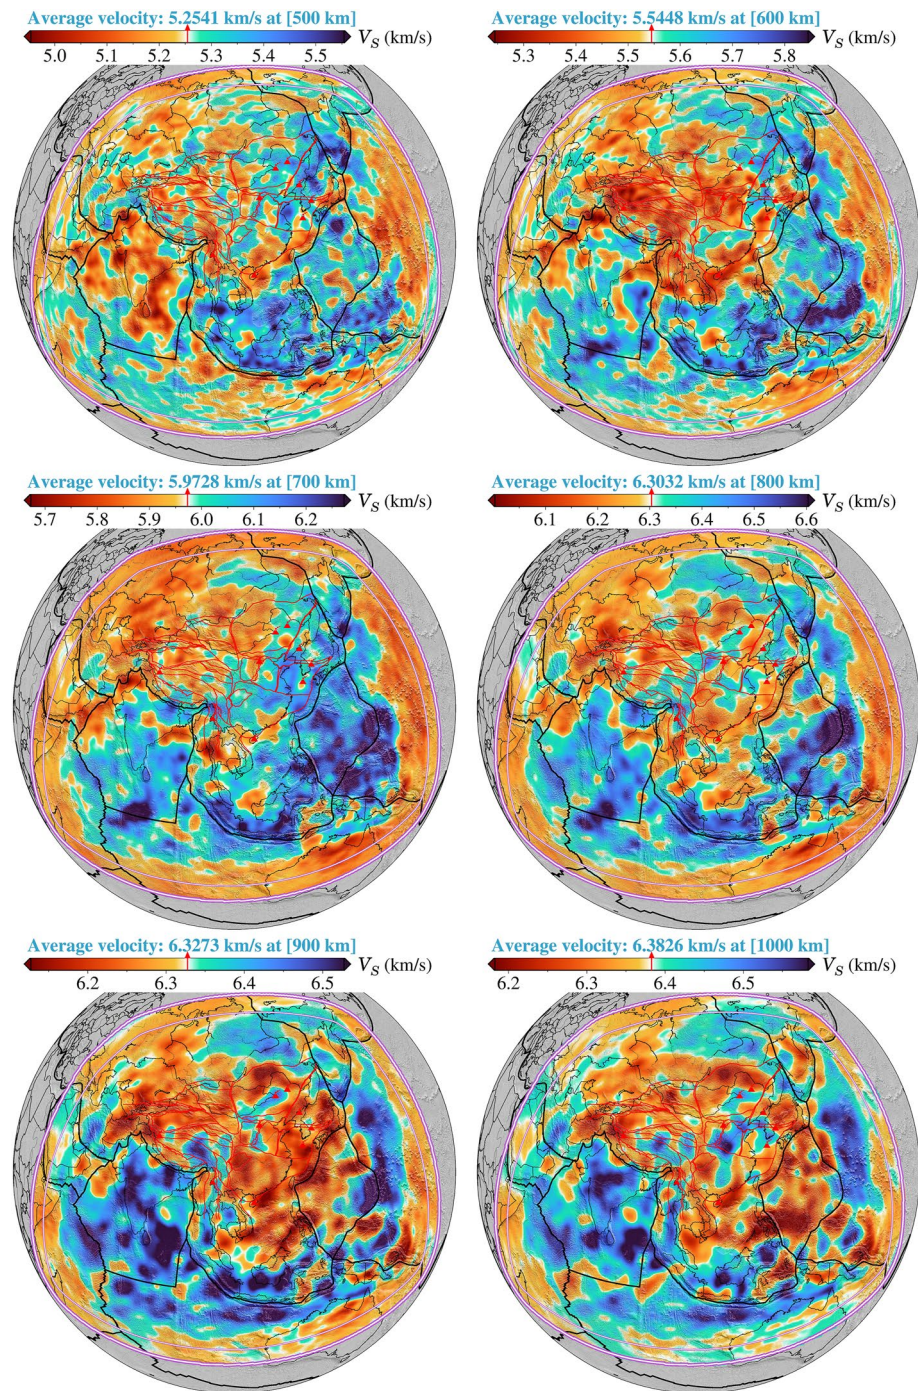 Average velocity: 5.2541 km/s at [500 km]
V_S (km/s)
5.0 5.1 5.2 5.3 5.4 5.5
Average velocity: 5.5448 km/s at [600 km]
V_S (km/s)
5.3 5.4 5.5 5.6 5.7 5.8
Average velocity: 5.9728 km/s at [700 km]
V_S (km/s)
5.7 5.8 5.9 6.0 6.1 6.2
Average velocity: 6.3032 km/s at [800 km]
V_S (km/s)
6.1 6.2 6.3 6.4 6.5 6.6
Average velocity: 6.3273 km/s at [900 km]
V_S (km/s)
6.2 6.3 6.4 6.5
Average velocity: 6.3826 km/s at [1000 km]
V_S (km/s)
6.2 6.3 6.4 6.5